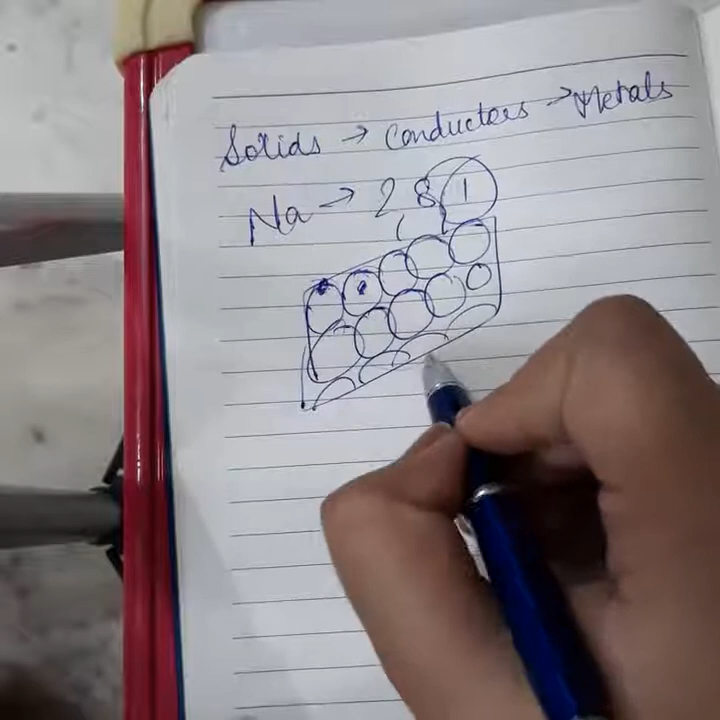 Solids → Conductors → Metals
Na → 2 8 1